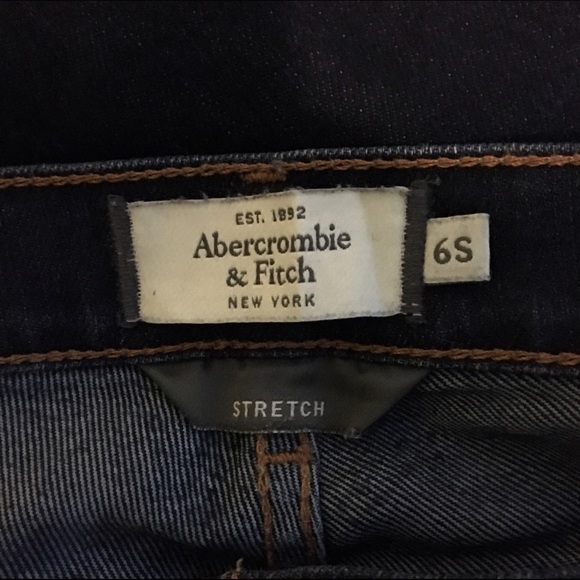 EST. 1892
Abercrombie
& Fitch
NEW YORK
6S
STRETCH